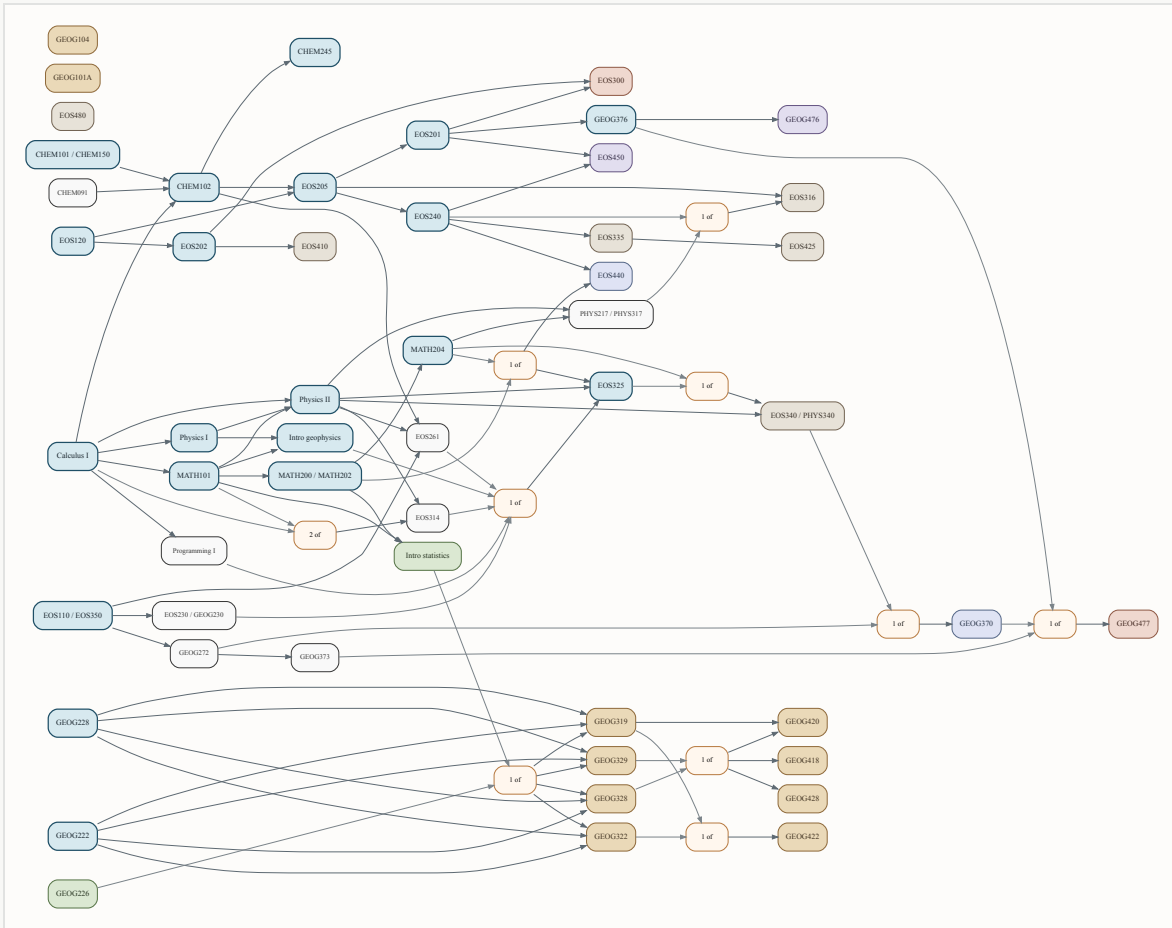 GEOG104
CHEM245
GEOG101A
EOS300
EOS480
GEOG376
GEOG476
EOS201
CHEM101 / CHEM150
EOS450
CHEM091
CHEM102
EOS205
EOS316
EOS240
1 of
EOS120
EOS202
EOS410
EOS335
EOS425
EOS440
PHYS217 / PHYS317
MATH204
1 of
EOS325
1 of
Physics II
EOS340 / PHYS340
Physics I
Intro geophysics
EOS261
Calculus I
MATH101
MATH200 / MATH202
1 of
EOS314
2 of
Programming I
Intro statistics
EOS110 / EOS350
EOS230 / GEOG230
1 of
GEOG370
1 of
GEOG477
GEOG272
GEOG373
GEOG228
GEOG319
GEOG420
GEOG329
1 of
GEOG418
1 of
GEOG328
GEOG428
GEOG222
GEOG322
1 of
GEOG422
GEOG226